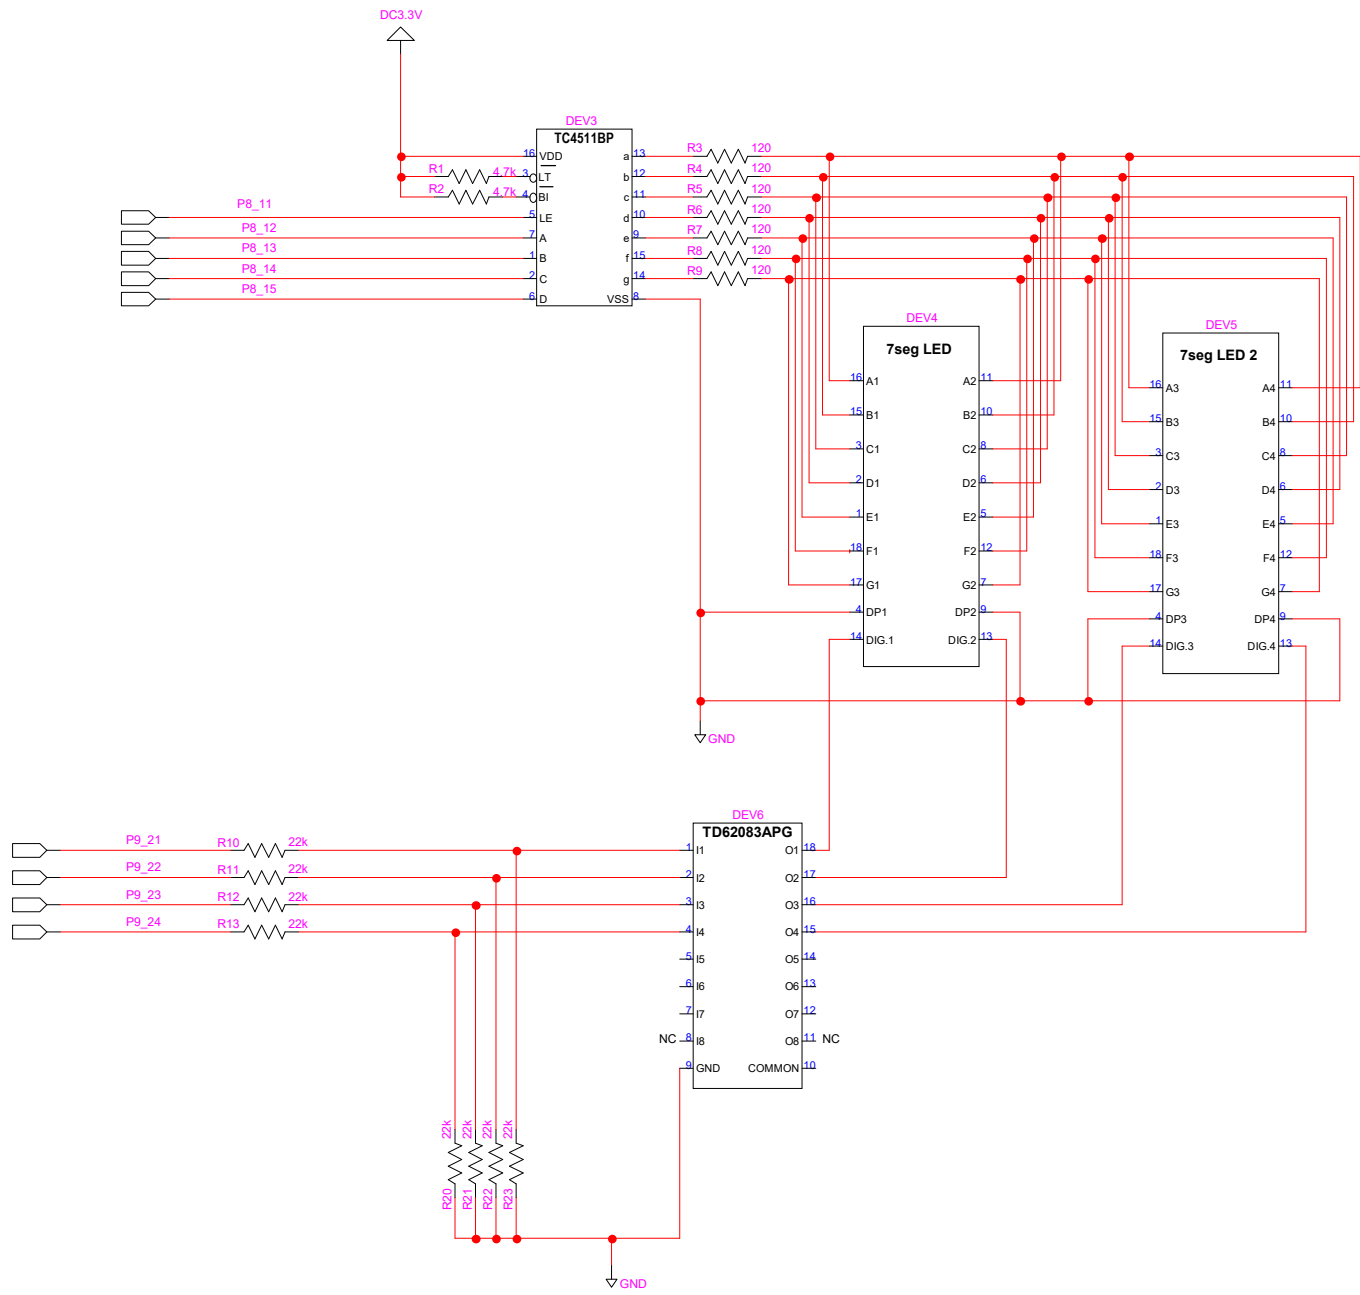 DC3.3V
DEV3
TC4511BP
16 VDD a 13 R3 120
R1 4.7k 3 LT b 12 R4 120
R2 4.7k 4 BI c 11 R5 120
P8_11 5 LE d 10 R6 120
P8_12 7 A e 9 R7 120
P8_13 1 B f 15 R8 120
P8_14 2 C g 14 R9 120
P8_15 6 D VSS 8
DEV4
7seg LED
16 A1 A2 11
15 B1 B2 10
3 C1 C2 8
2 D1 D2 6
1 E1 E2 5
18 F1 F2 12
17 G1 G2 7
4 DP1 DP2 9
14 DIG.1 DIG.2 13
DEV5
7seg LED 2
16 A3 A4 11
15 B3 B4 10
3 C3 C4 8
2 D3 D4 6
1 E3 E4 5
18 F3 F4 12
17 G3 G4 7
4 DP3 DP4 9
14 DIG.3 DIG.4 13
GND
DEV6
TD62083APG
P9_21 R10 22k 1 I1 O1 18
P9_22 R11 22k 2 I2 O2 17
P9_23 R12 22k 3 I3 O3 16
P9_24 R13 22k 4 I4 O4 15
5 I5 O5 14
6 I6 O6 13
7 I7 O7 12
NC 8 I8 O8 11 NC
9 GND COMMON 10
22k 22k 22k 22k
R20 R21 R22 R23
GND